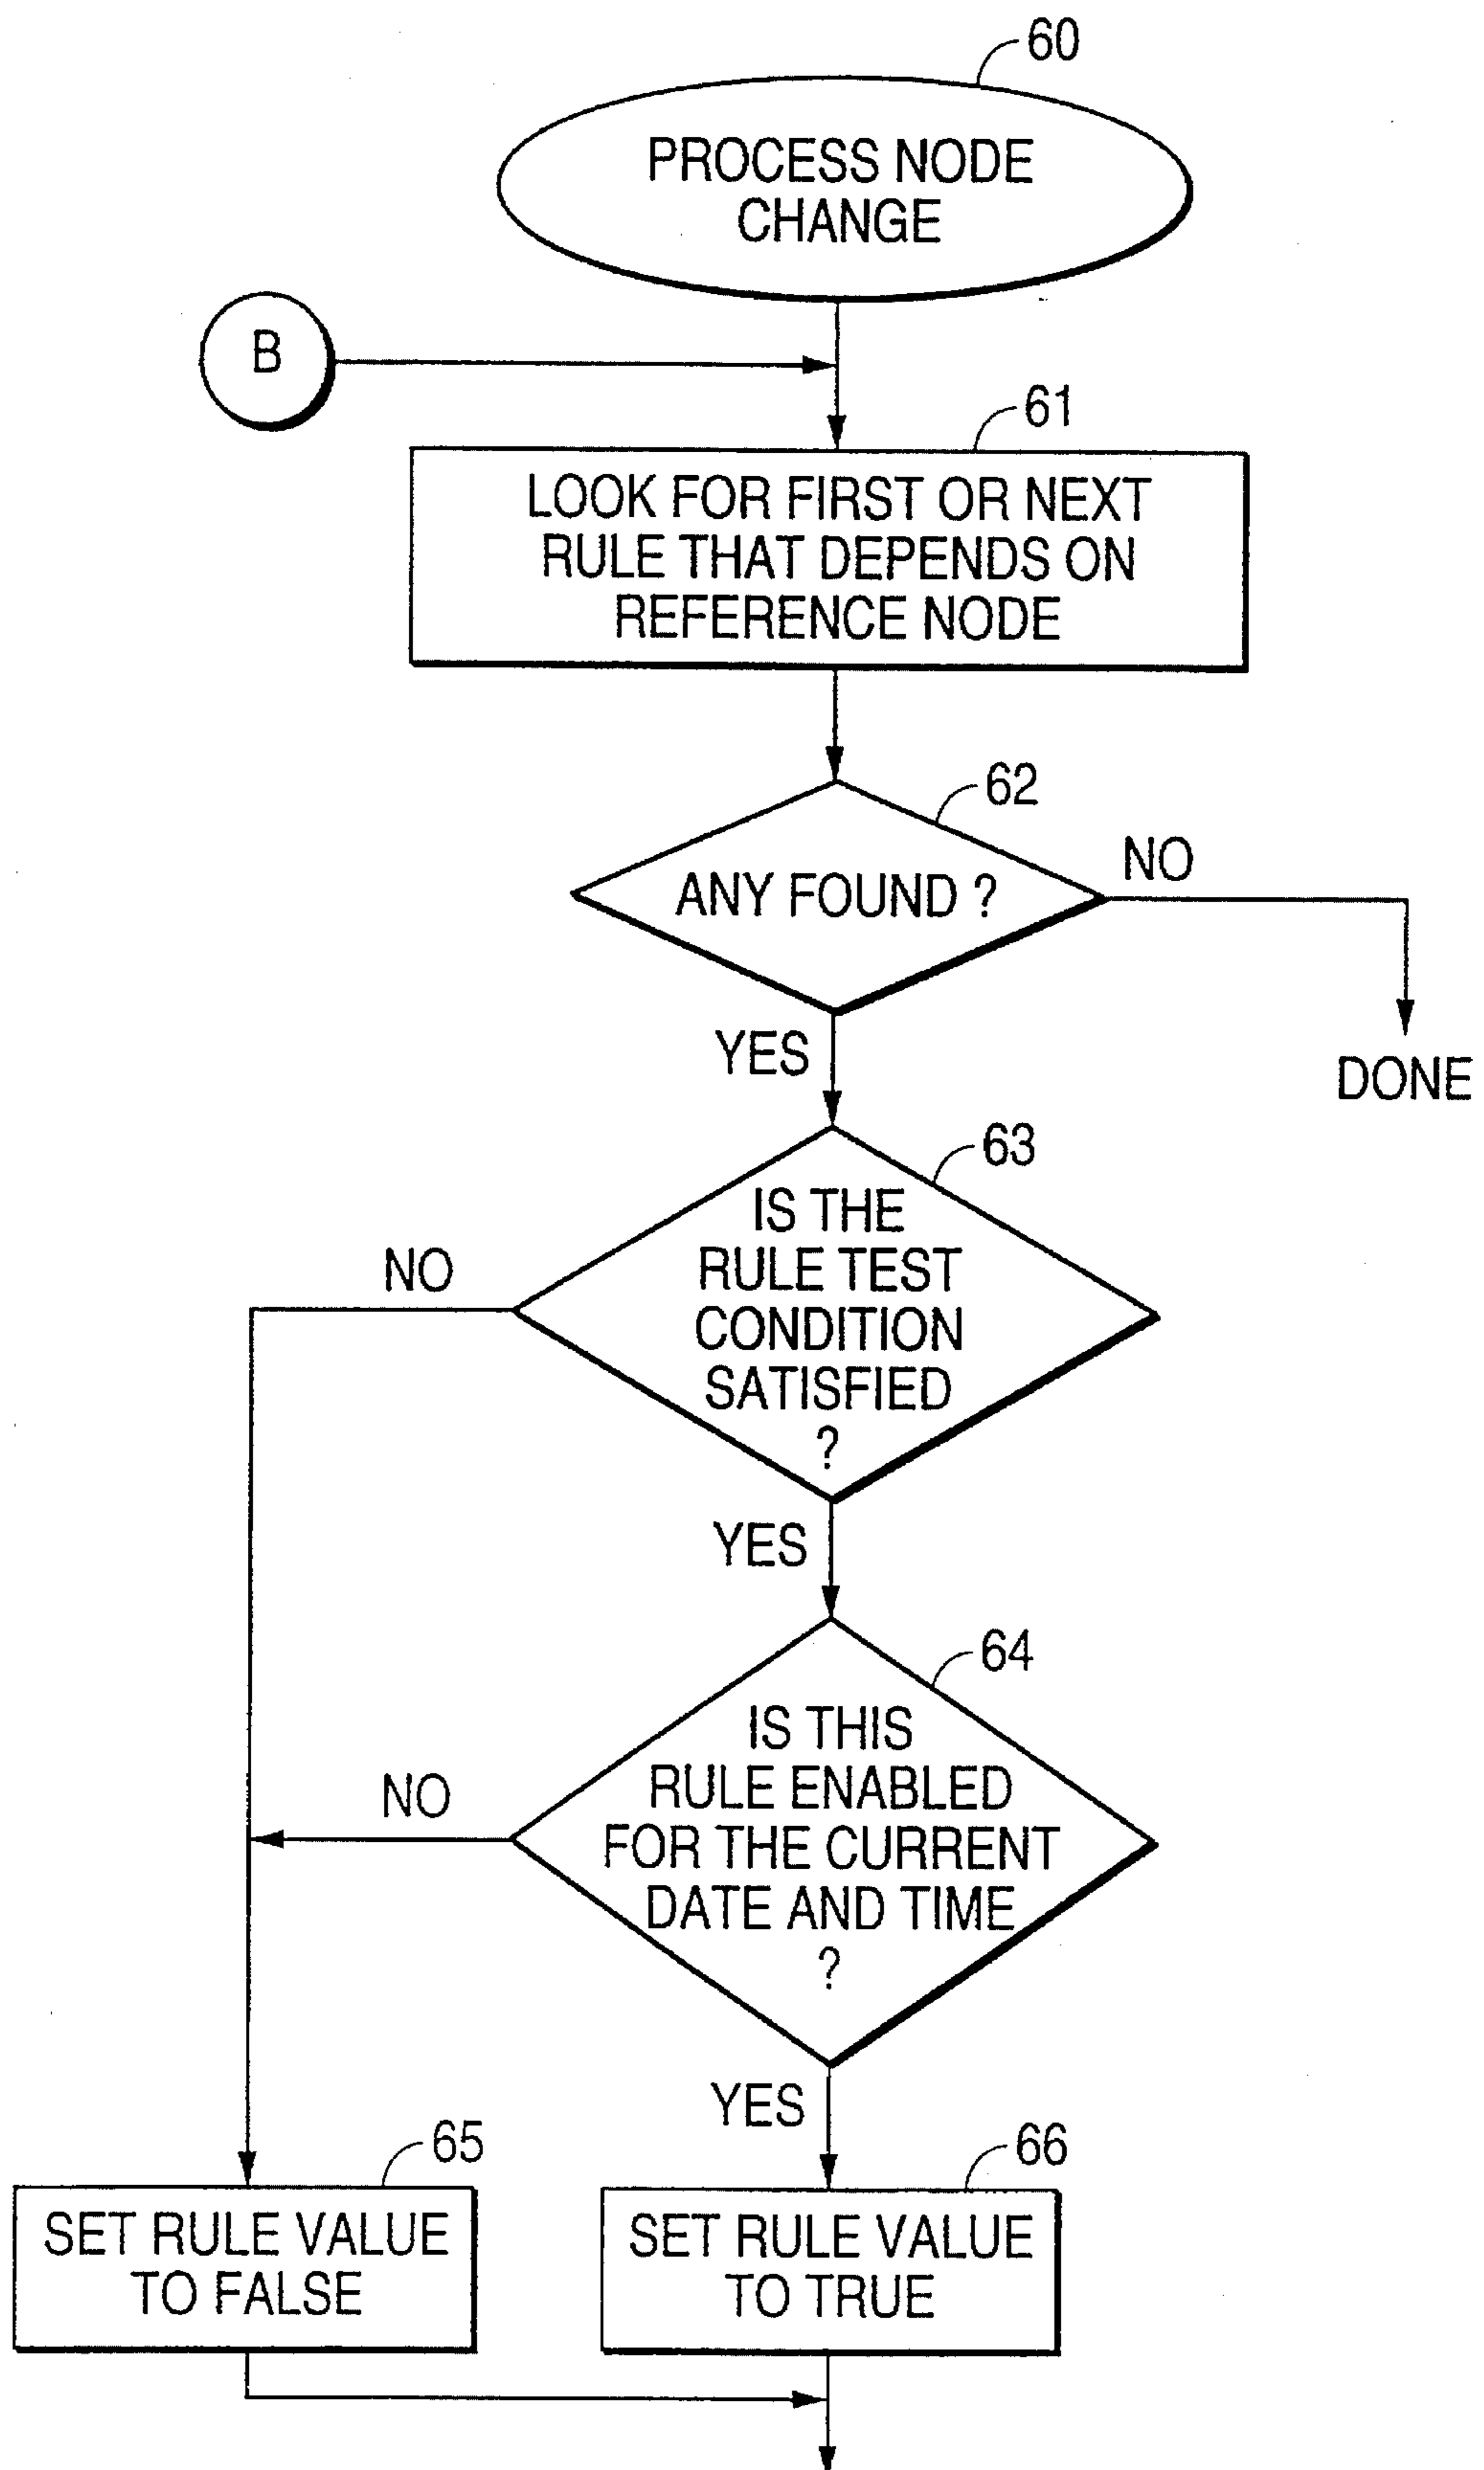 60
PROCESS NODE
CHANGE
B
61
LOOK FOR FIRST OR NEXT
RULE THAT DEPENDS ON
REFERENCE NODE
62
ANY FOUND ?
NO
YES
DONE
63
IS THE
RULE TEST
CONDITION
SATISFIED
?
NO
YES
64
IS THIS
RULE ENABLED
FOR THE CURRENT
DATE AND TIME
?
NO
YES
65
SET RULE VALUE
TO FALSE
66
SET RULE VALUE
TO TRUE